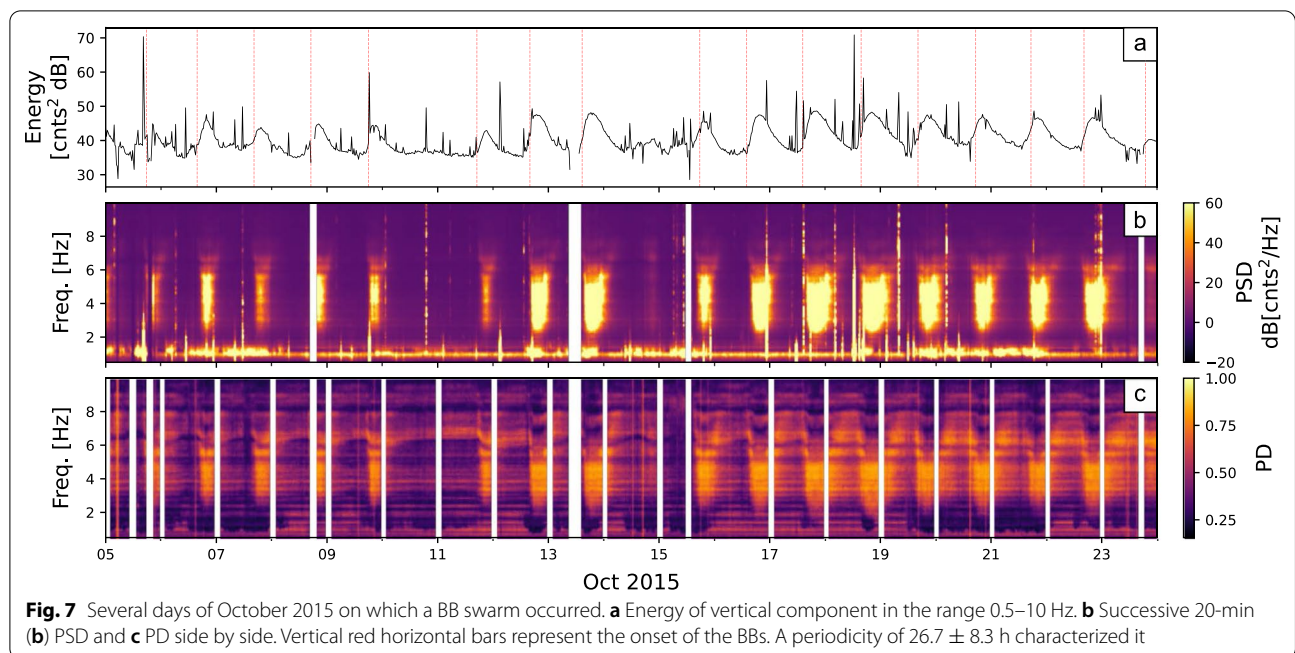 a
70
60
50
40
30
Energy
[cnts² dB]
b
8
6
4
2
Freq. [Hz]
60
40
20
0
−20
PSD
dB[cnts²/Hz]
c
8
6
4
2
Freq. [Hz]
1.00
0.75
0.50
0.25
PD
05 07 09 11 13 15 17 19 21 23
Oct 2015
Fig. 7 Several days of October 2015 on which a BB swarm occurred. a Energy of vertical component in the range 0.5–10 Hz. b Successive 20-min
(b) PSD and c PD side by side. Vertical red horizontal bars represent the onset of the BBs. A periodicity of 26.7 ± 8.3 h characterized it